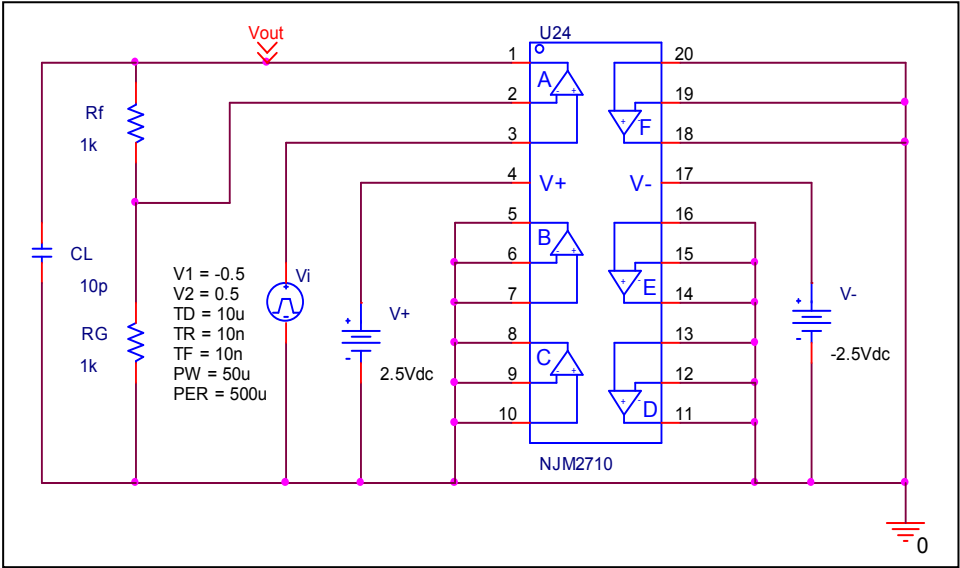 Vout
U24
1
20
A
2
19
Rf
F
1k
3
18
4
V+
V-
17
5
16
B
6
15
CL
E
10p
V1 = -0.5
V2 = 0.5
TD = 10u
TR = 10n
TF = 10n
PW = 50u
PER = 500u
Vi
7
14
V-
V+
RG
8
13
C
-2.5Vdc
1k
2.5Vdc
9
12
D
10
11
NJM2710
0